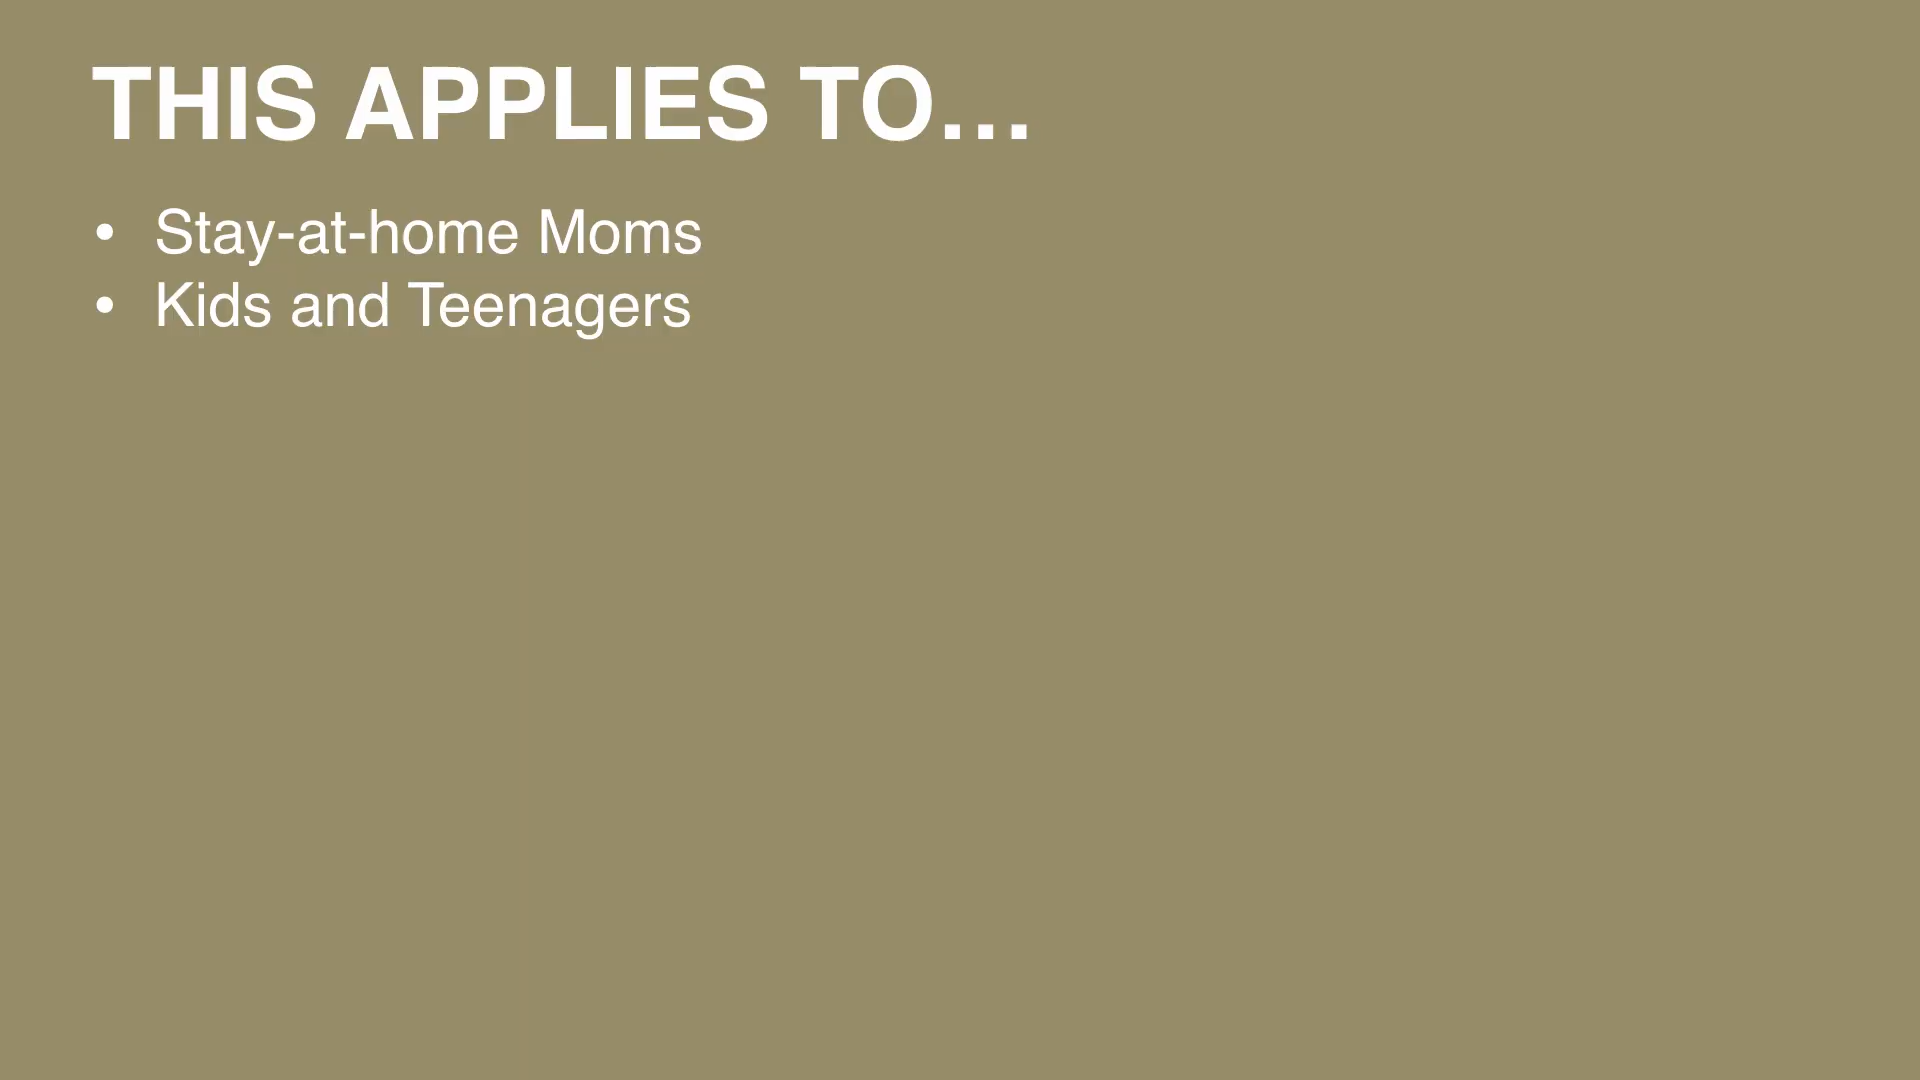 THIS APPLIES TO…
• Stay-at-home Moms
• Kids and Teenagers